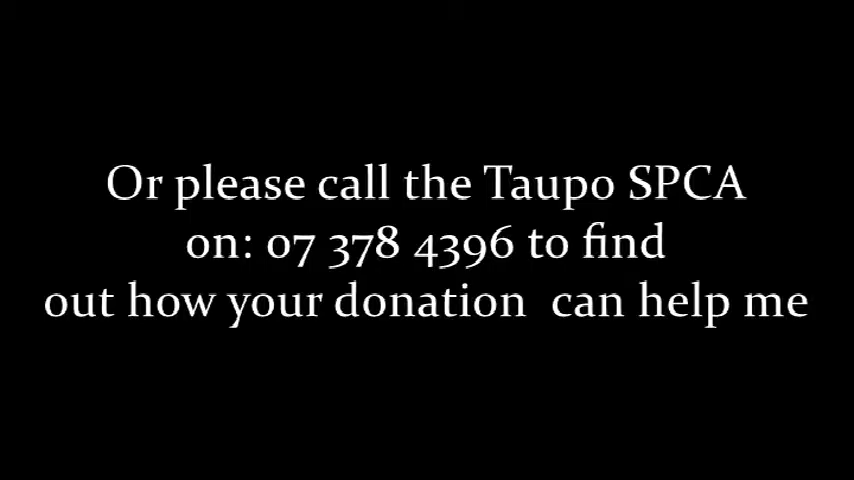 Or please call the Taupo SPCA
on: 07 378 4396 to find
out how your donation  can help me